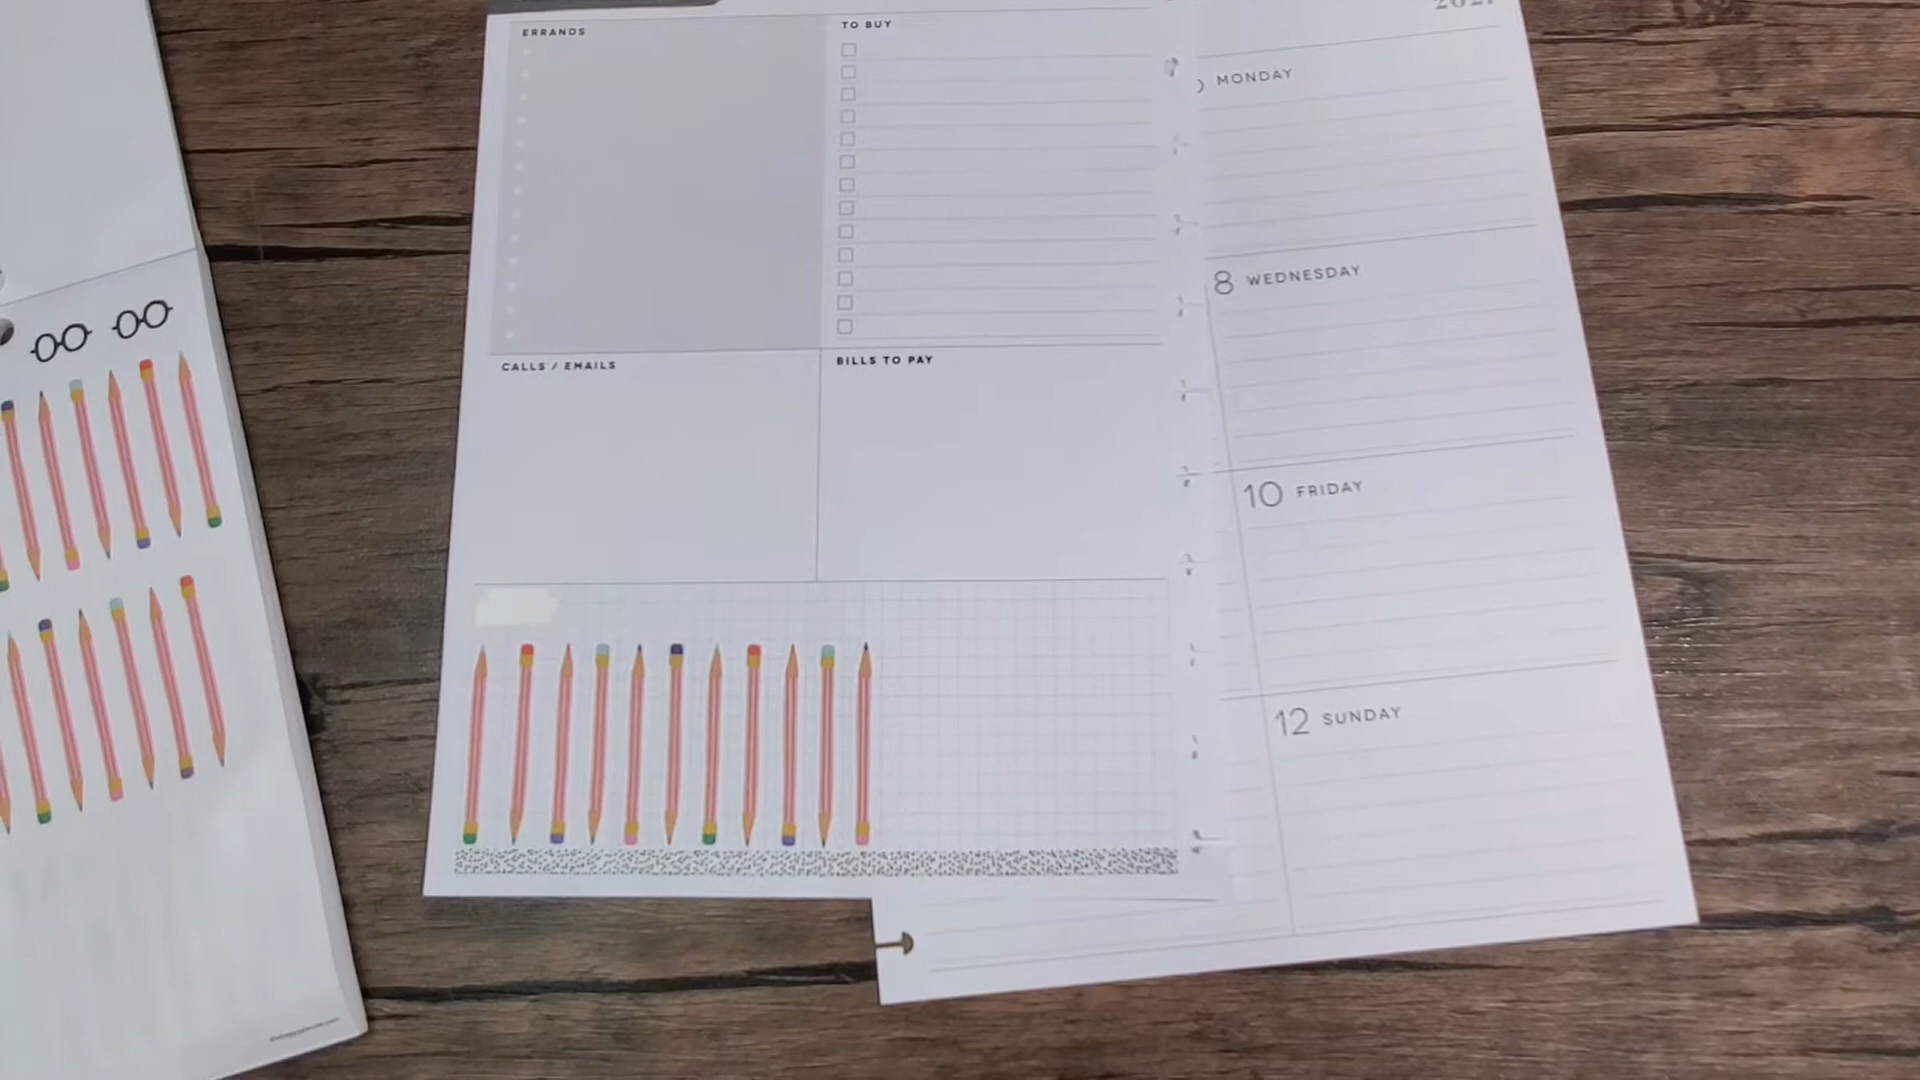 ERRANDS
TO BUY
CALLS / EMAILS
BILLS TO PAY
MONDAY
8 WEDNESDAY
10 FRIDAY
12 SUNDAY